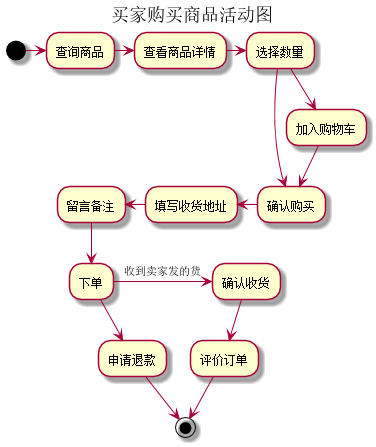 买家购买商品活动图
查询商品
查看商品详情
选择数量
加入购物车
留言备注
填写收货地址
确认购买
下单
收到卖家发的货
确认收货
申请退款
评价订单